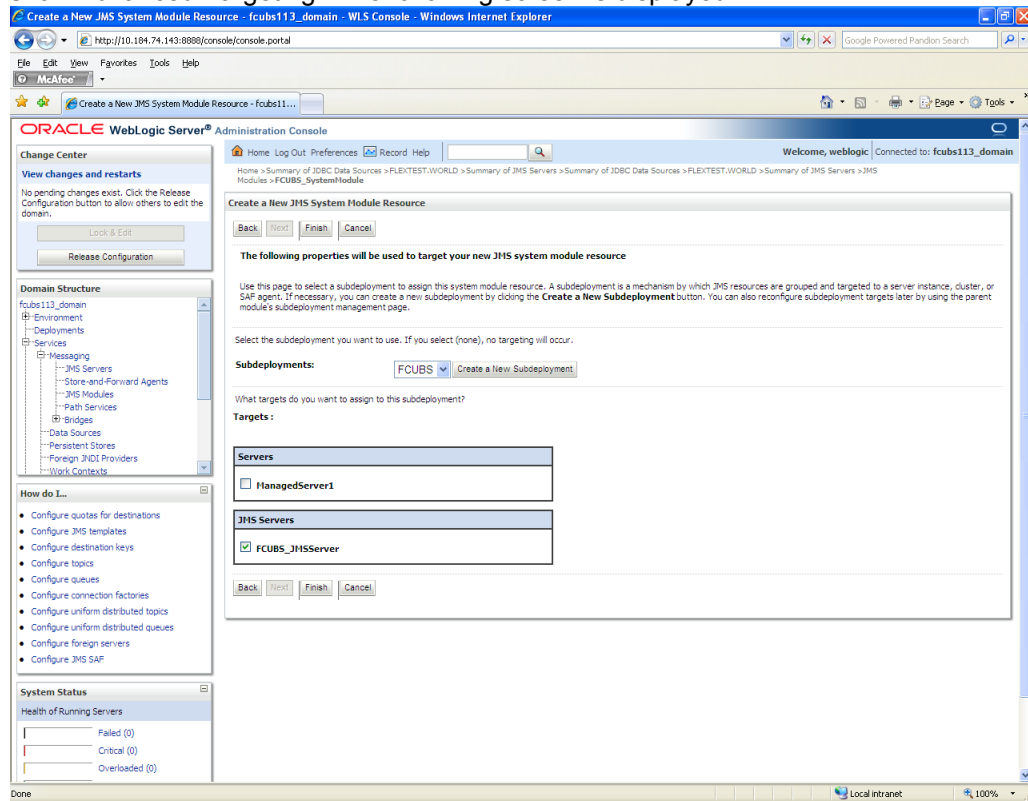 Create a New JMS System Module Resource - fcubs113_domain - WLS Console - Windows Internet Explorer
http://10.184.74.143:8888/console/console.portal
Google Powered Pandion Search
File Edit View Favorites Tools Help
McAfee
Create a New JMS System Module Resource - fcubs11...
Page
Tools
ORACLE WebLogic Server® Administration Console
Change Center
View changes and restarts
No pending changes exist. Click the Release
Configuration button to allow others to edit the
domain.
Lock & Edit
Release Configuration
Domain Structure
fcubs113_domain
Environment
Deployments
Services
Messaging
JMS Servers
Store-and-Forward Agents
JMS Modules
Path Services
Bridges
Data Sources
Persistent Stores
Foreign JNDI Providers
Work Contexts
How do I...
Configure quotas for destinations
Configure JMS templates
Configure destination keys
Configure topics
Configure queues
Configure connection factories
Configure uniform distributed topics
Configure uniform distributed queues
Configure foreign servers
Configure JMS SAF
System Status
Health of Running Servers
Failed (0)
Critical (0)
Overloaded (0)
Home Log Out Preferences Record Help
Welcome, weblogic Connected to: fcubs113_domain
Home >Summary of JDBC Data Sources >FLEXTEST.WORLD >Summary of JMS Servers >Summary of JDBC Data Sources >FLEXTEST.WORLD >Summary of JMS Servers >JMS
Modules >FCUBS_SystemModule
Create a New JMS System Module Resource
Back Next Finish Cancel
The following properties will be used to target your new JMS system module resource
Use this page to select a subdeployment to assign this system module resource. A subdeployment is a mechanism by which JMS resources are grouped and targeted to a server instance, cluster, or
SAF agent. If necessary, you can create a new subdeployment by clicking the Create a New Subdeployment button. You can also reconfigure subdeployment targets later by using the parent
module's subdeployment management page.
Select the subdeployment you want to use. If you select (none), no targeting will occur.
Subdeployments: FCUBS Create a New Subdeployment
What targets do you want to assign to this subdeployment?
Targets :
Servers
ManagedServer1
JMS Servers
FCUBS_JMSServer
Back Next Finish Cancel
Done
Local intranet
100%